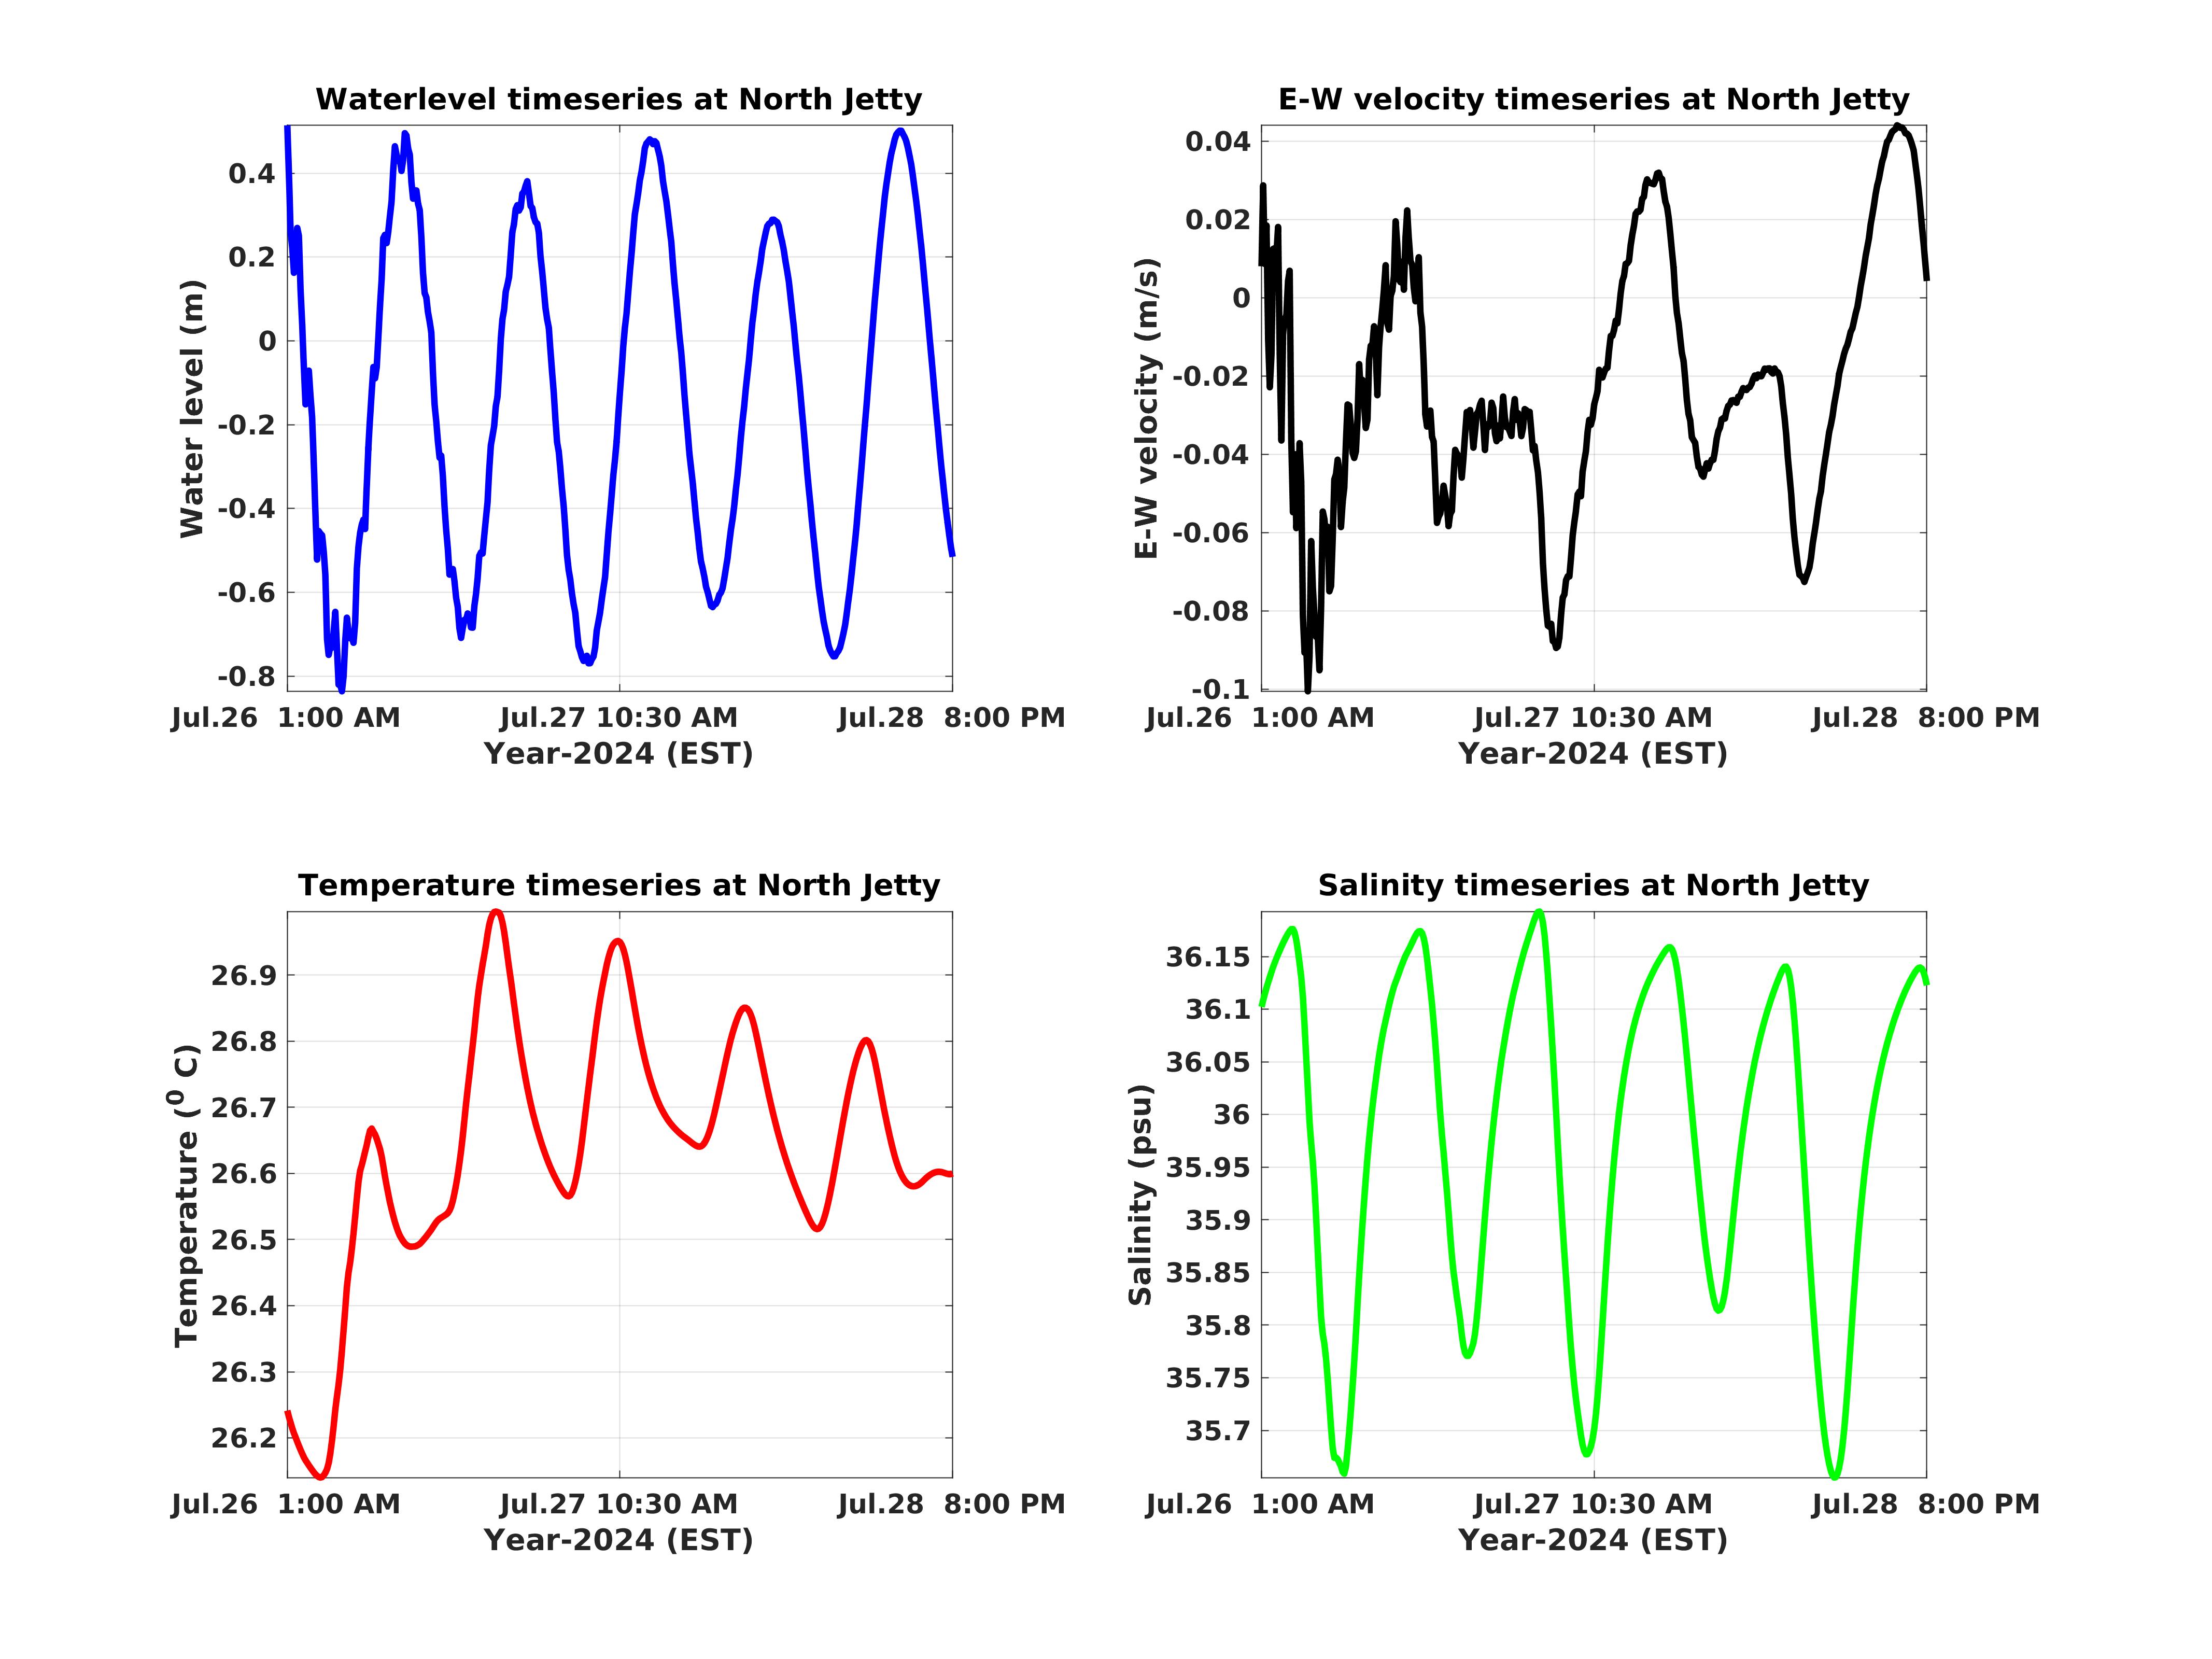 Waterlevel timeseries at North Jetty
Water level (m)
0.4
0.2
0
-0.2
-0.4
-0.6
-0.8
Jul.26 1:00 AM Jul.27 10:30 AM Jul.28 8:00 PM
Year-2024 (EST)
E-W velocity timeseries at North Jetty
E-W velocity (m/s)
0.04
0.02
0
-0.02
-0.04
-0.06
-0.08
-0.1
Jul.26 1:00 AM Jul.27 10:30 AM Jul.28 8:00 PM
Year-2024 (EST)
Temperature timeseries at North Jetty
Temperature (⁰ C)
26.9
26.8
26.7
26.6
26.5
26.4
26.3
26.2
Jul.26 1:00 AM Jul.27 10:30 AM Jul.28 8:00 PM
Year-2024 (EST)
Salinity timeseries at North Jetty
Salinity (psu)
36.15
36.1
36.05
36
35.95
35.9
35.85
35.8
35.75
35.7
Jul.26 1:00 AM Jul.27 10:30 AM Jul.28 8:00 PM
Year-2024 (EST)